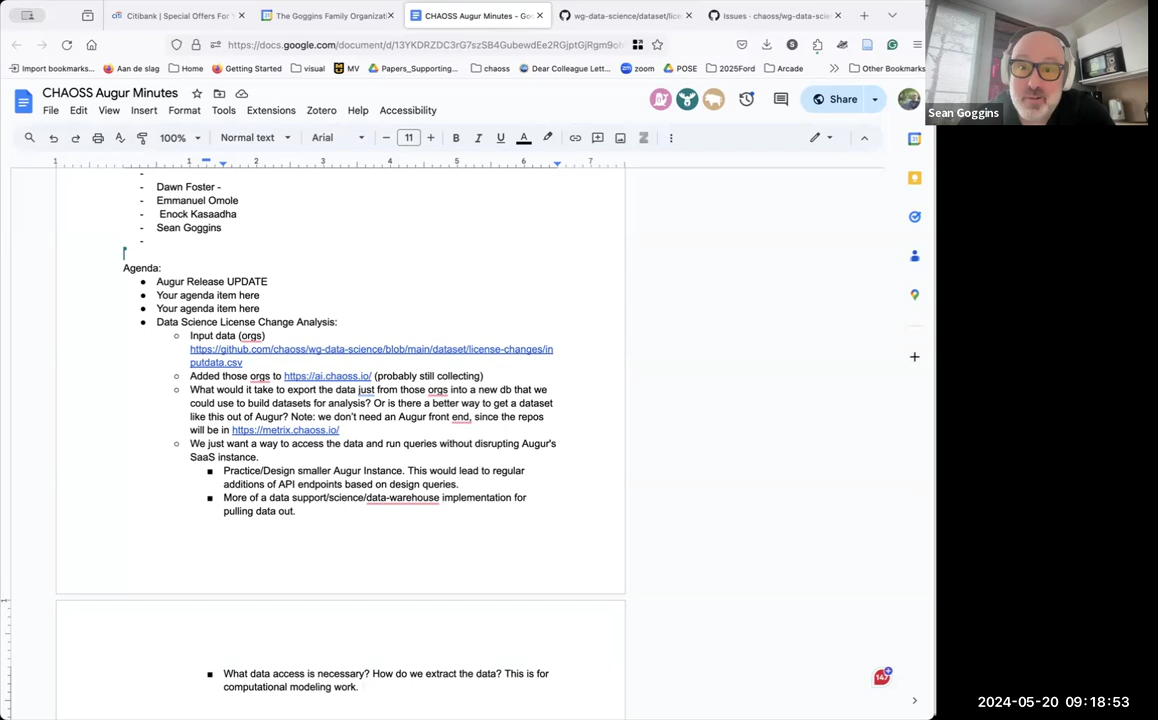 Citibank | Special Offers For Y
The Goggins Family Organizati
CHAOSS Augur Minutes - Go
wg-data-science/dataset/lice
Issues · chaoss/wg-data-scie
https://docs.google.com/document/d/13YKDRZDC3rG7szSB4GubewdEe2RGjptGjRgm9oh
Import bookmarks... Aan de slag Home Getting Started visual MV Papers_Supporting... chaoss Dear Colleague Lett... zoom POSE 2025Ford Arcade Other Bookmarks
CHAOSS Augur Minutes
File Edit View Insert Format Tools Extensions Zotero Help Accessibility
Share
100% Normal text Arial 11 B I U A
1 1 2 3 4 5 6 7
-
- Dawn Foster -
- Emmanuel Omole
- Enock Kasaadha
- Sean Goggins
-
Agenda:
● Augur Release UPDATE
● Your agenda item here
● Your agenda item here
● Data Science License Change Analysis:
○ Input data (orgs)
https://github.com/chaoss/wg-data-science/blob/main/dataset/license-changes/in
putdata.csv
○ Added those orgs to https://ai.chaoss.io/ (probably still collecting)
○ What would it take to export the data just from those orgs into a new db that we
could use to build datasets for analysis? Or is there a better way to get a dataset
like this out of Augur? Note: we don't need an Augur front end, since the repos
will be in https://metrix.chaoss.io/
○ We just want a way to access the data and run queries without disrupting Augur's
SaaS instance.
■ Practice/Design smaller Augur Instance. This would lead to regular
additions of API endpoints based on design queries.
■ More of a data support/science/data-warehouse implementation for
pulling data out.
■ What data access is necessary? How do we extract the data? This is for
computational modeling work.
147
Sean Goggins
2024-05-20 09:18:53